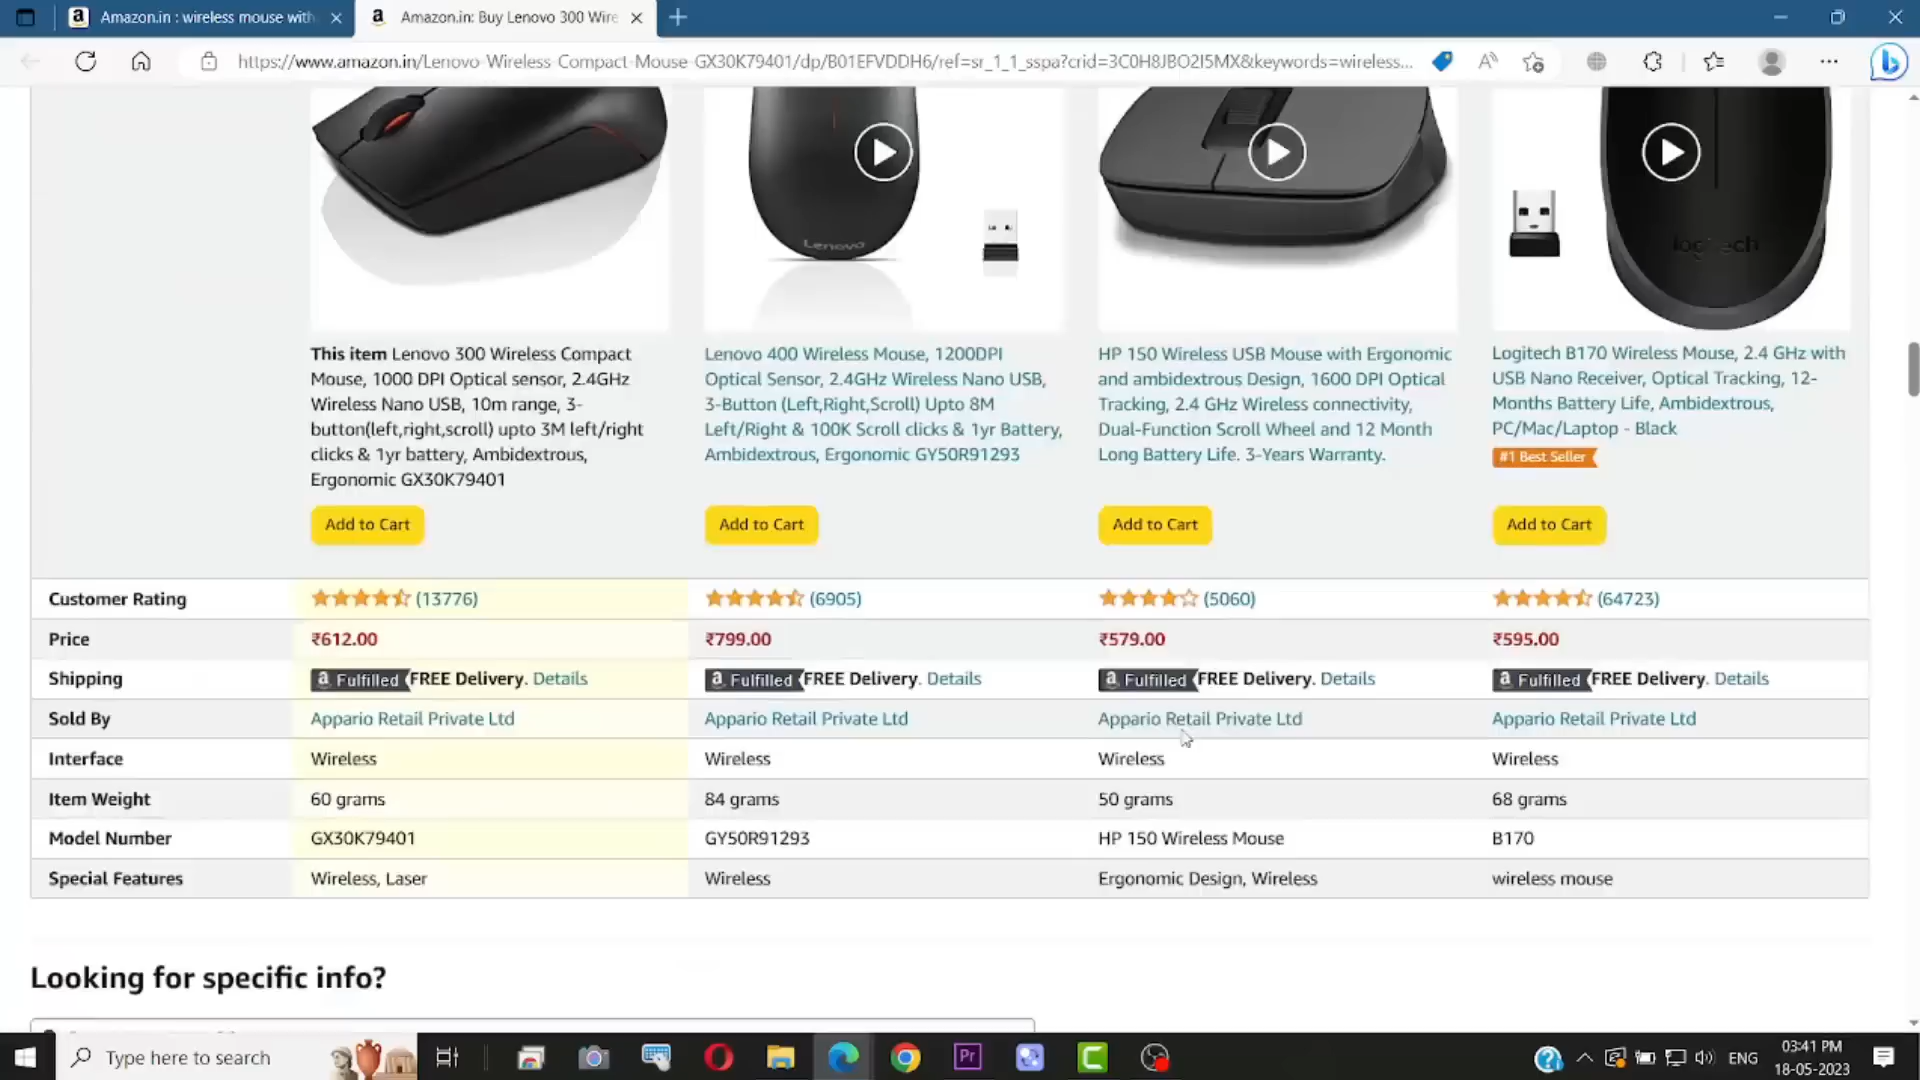 Amazon.in : wireless mouse with
Amazon.in: Buy Lenovo 300 Wire
https://www.amazon.in/Lenovo-Wireless-Compact-Mouse-GX30K79401/dp/B01EFVDDH6/ref=sr_1_1_sspa?crid=3C0H8JBO2I5MX&keywords=wireless...
Lenovo
logitech
This item Lenovo 300 Wireless Compact
Mouse, 1000 DPI Optical sensor, 2.4GHz
Wireless Nano USB, 10m range, 3-
button(left,right,scroll) upto 3M left/right
clicks & 1yr battery, Ambidextrous,
Ergonomic GX30K79401
Lenovo 400 Wireless Mouse, 1200DPI
Optical Sensor, 2.4GHz Wireless Nano USB,
3-Button (Left,Right,Scroll) Upto 8M
Left/Right & 100K Scroll clicks & 1yr Battery,
Ambidextrous, Ergonomic GY50R91293
HP 150 Wireless USB Mouse with Ergonomic
and ambidextrous Design, 1600 DPI Optical
Tracking, 2.4 GHz Wireless connectivity,
Dual-Function Scroll Wheel and 12 Month
Long Battery Life. 3-Years Warranty.
Logitech B170 Wireless Mouse, 2.4 GHz with
USB Nano Receiver, Optical Tracking, 12-
Months Battery Life, Ambidextrous,
PC/Mac/Laptop - Black
#1 Best Seller
Add to Cart Add to Cart Add to Cart Add to Cart
Customer Rating (13776) (6905) (5060) (64723)
Price ₹612.00 ₹799.00 ₹579.00 ₹595.00
Shipping a Fulfilled FREE Delivery. Details a Fulfilled FREE Delivery. Details a Fulfilled FREE Delivery. Details a Fulfilled FREE Delivery. Details
Sold By Appario Retail Private Ltd Appario Retail Private Ltd Appario Retail Private Ltd Appario Retail Private Ltd
Interface Wireless Wireless Wireless Wireless
Item Weight 60 grams 84 grams 50 grams 68 grams
Model Number GX30K79401 GY50R91293 HP 150 Wireless Mouse B170
Special Features Wireless, Laser Wireless Ergonomic Design, Wireless wireless mouse
Looking for specific info?
Type here to search
Pr
ENG
03:41 PM
18-05-2023